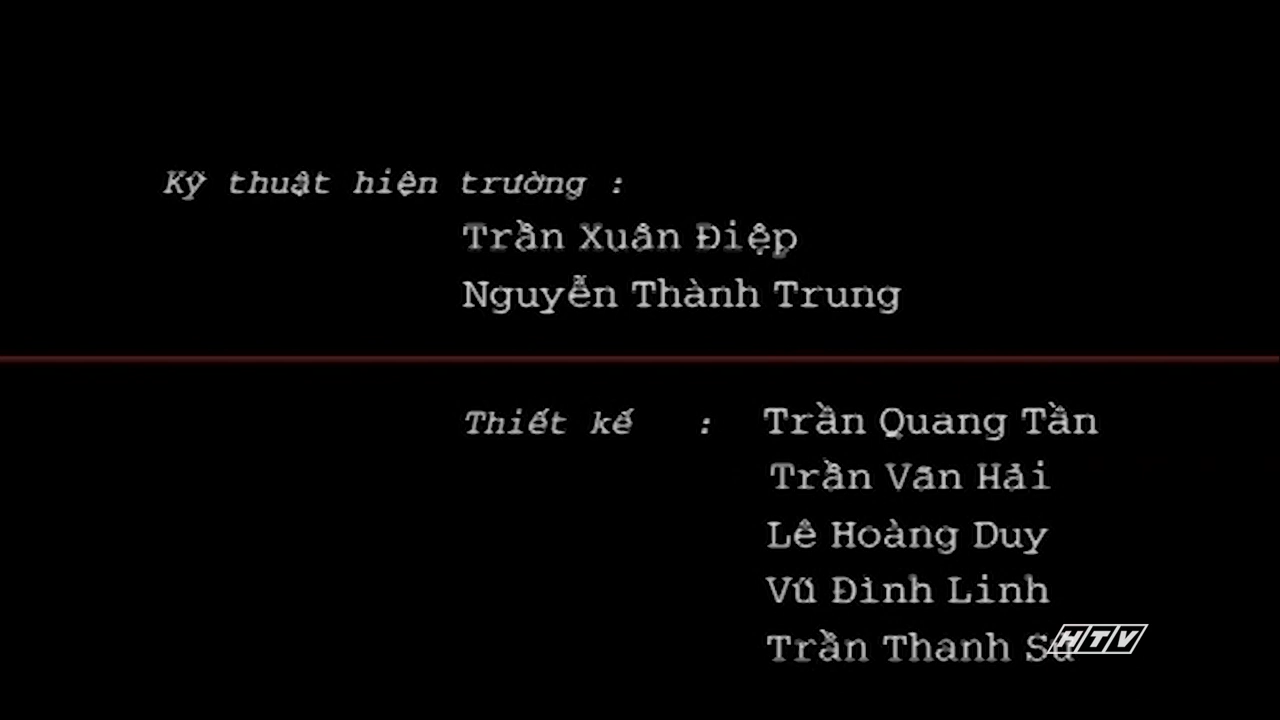 Kỹ thuật hiện trường :
Trần Xuân Điệp
Nguyễn Thành Trung
Thiết kế : Trần Quang Tần
Trần Văn Hải
Lê Hoàng Duy
Vũ Đình Linh
Trần Thanh
HTV